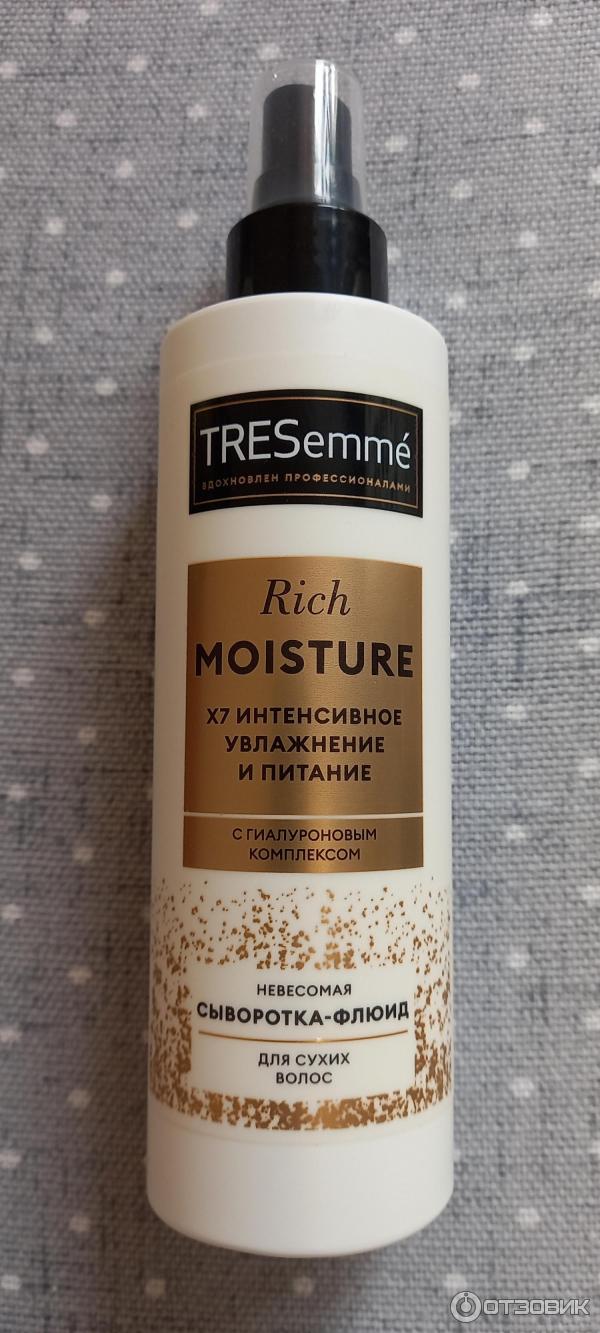 TRESemmé
ВДОХНОВЛЕН ПРОФЕССИОНАЛАМИ
Rich
MOISTURE
X7 ИНТЕНСИВНОЕ
УВЛАЖНЕНИЕ
И ПИТАНИЕ
С ГИАЛУРОНОВЫМ
КОМПЛЕКСОМ
НЕВЕСОМАЯ
СЫВОРОТКА-ФЛЮИД
ДЛЯ СУХИХ
ВОЛОС
ОТЗОВИК